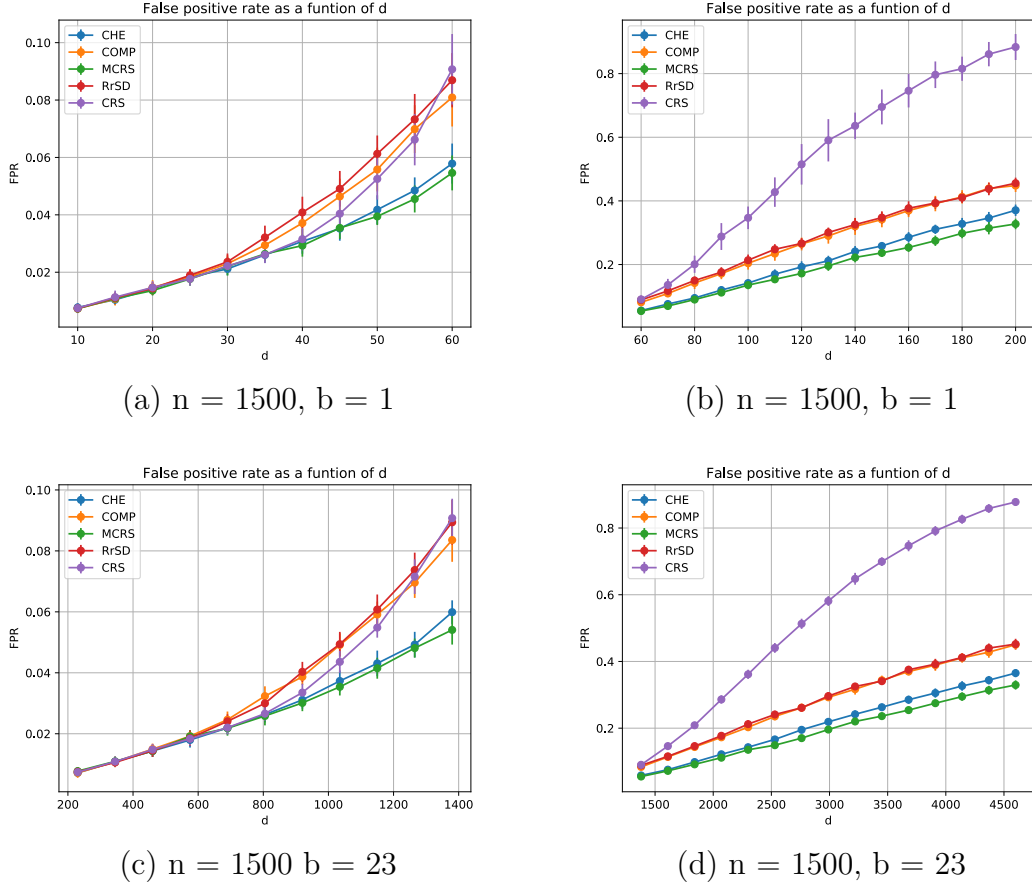 False positive rate as a funtion of d
0.10
0.08
0.06
0.04
0.02
FPR
CHE
COMP
MCRS
RrSD
CRS
10 20 30 40 50 60
d
(a) n = 1500, b = 1
False positive rate as a funtion of d
0.8
0.6
0.4
0.2
FPR
CHE
COMP
MCRS
RrSD
CRS
60 80 100 120 140 160 180 200
d
(b) n = 1500, b = 1
False positive rate as a funtion of d
0.10
0.08
0.06
0.04
0.02
FPR
CHE
COMP
MCRS
RrSD
CRS
200 400 600 800 1000 1200 1400
d
(c) n = 1500 b = 23
False positive rate as a funtion of d
0.8
0.6
0.4
0.2
FPR
CHE
COMP
MCRS
RrSD
CRS
1500 2000 2500 3000 3500 4000 4500
d
(d) n = 1500, b = 23